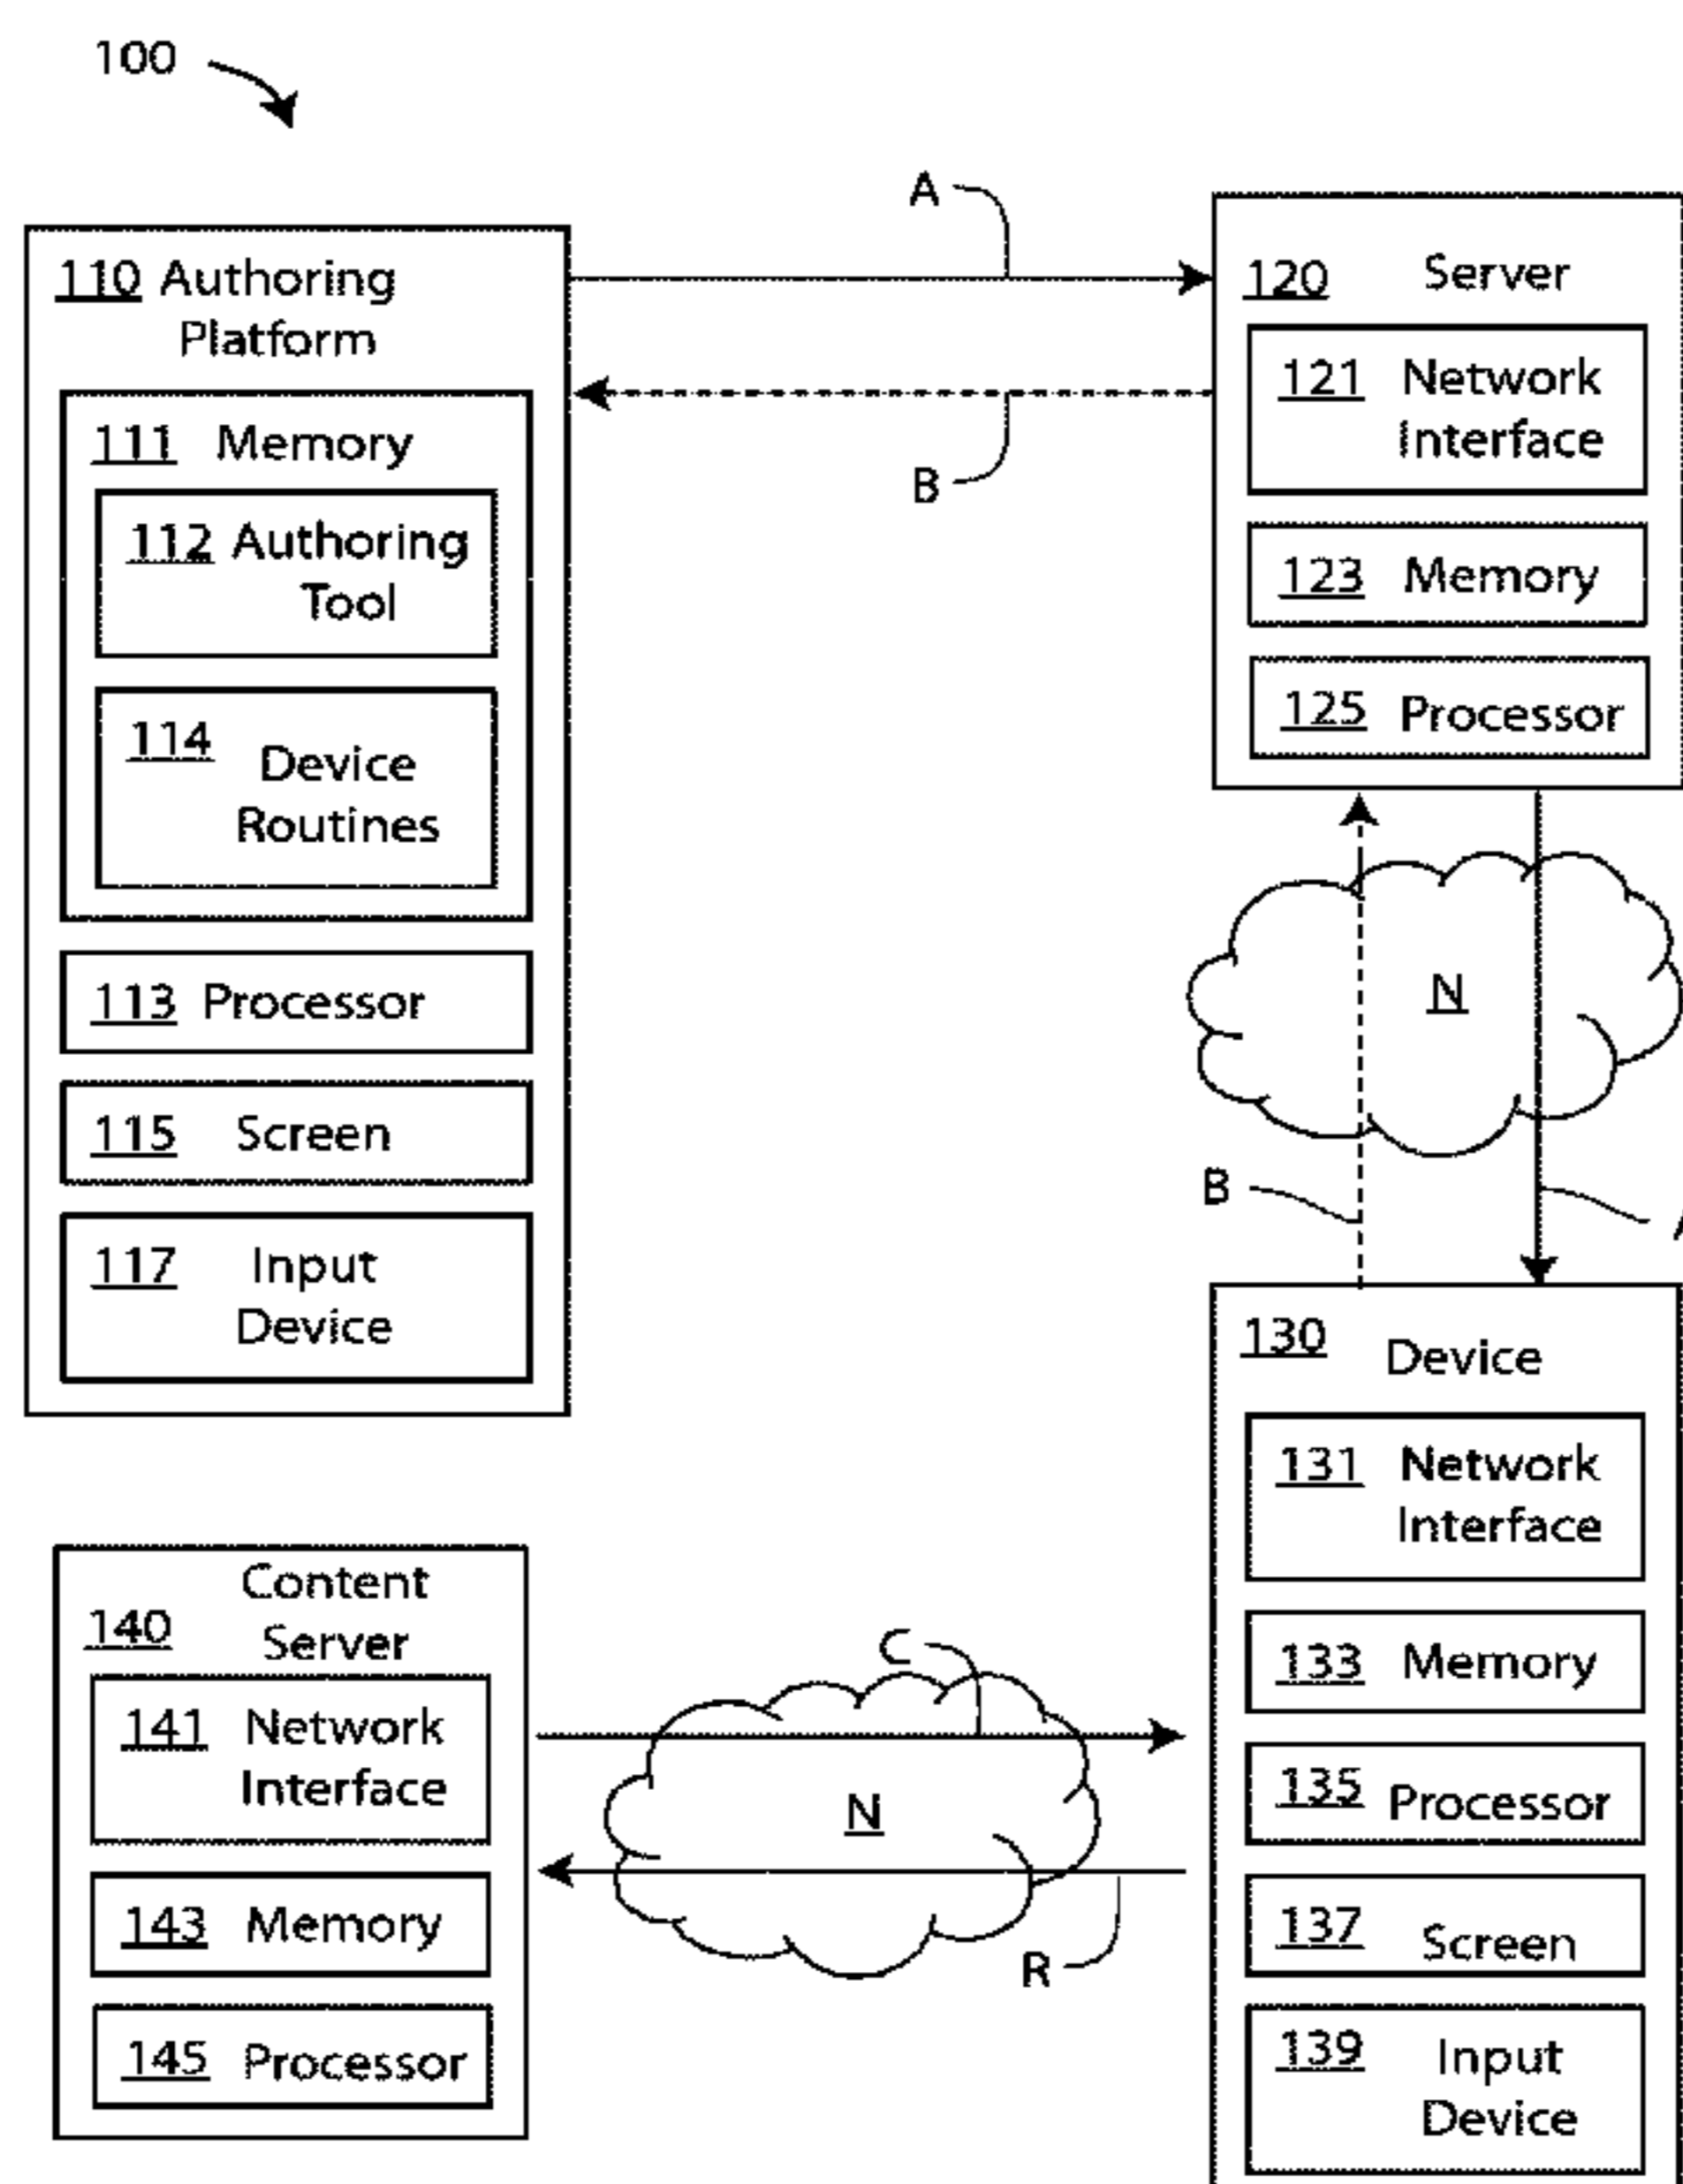 100
A
110 Authoring
Platform
111 Memory
112 Authoring
Tool
114 Device
Routines
113 Processor
115 Screen
117 Input
Device
B
120 Server
121 Network
Interface
123 Memory
125 Processor
N
B
A
130 Device
131 Network
Interface
133 Memory
135 Processor
137 Screen
139 Input
Device
140 Content
Server
141 Network
Interface
143 Memory
145 Processor
C
N
R